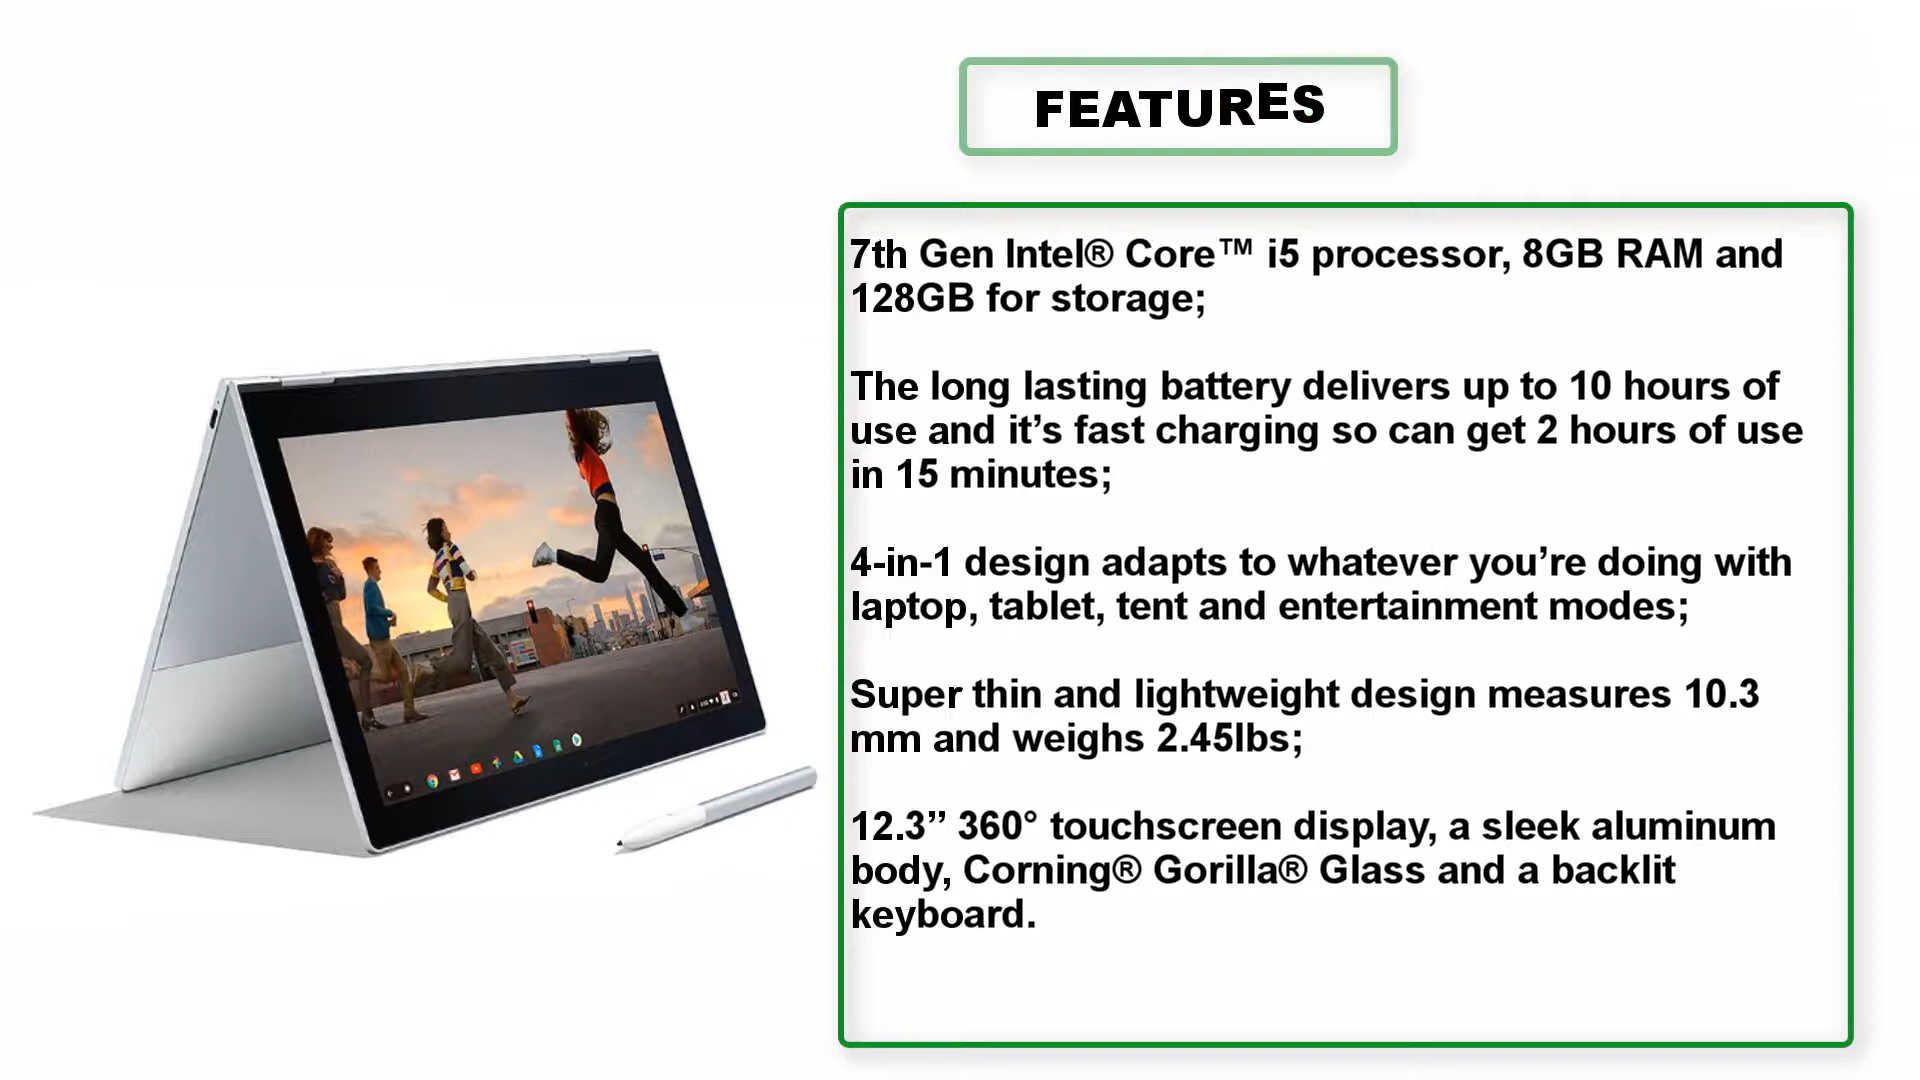 FEATURES
7th Gen Intel® Core™ i5 processor, 8GB RAM and
128GB for storage;
The long lasting battery delivers up to 10 hours of
use and it’s fast charging so can get 2 hours of use
in 15 minutes;
4-in-1 design adapts to whatever you’re doing with
laptop, tablet, tent and entertainment modes;
Super thin and lightweight design measures 10.3
mm and weighs 2.45lbs;
12.3” 360° touchscreen display, a sleek aluminum
body, Corning® Gorilla® Glass and a backlit
keyboard.